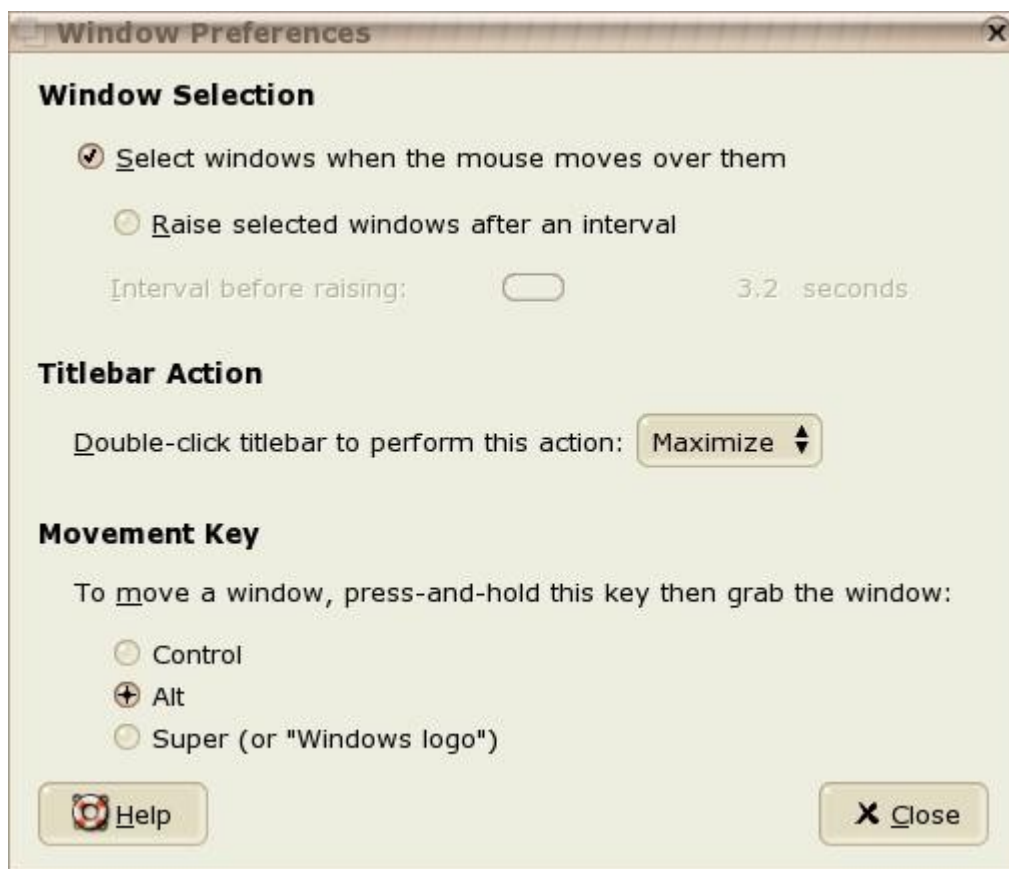 Window Preferences
Window Selection
Select windows when the mouse moves over them
Raise selected windows after an interval
Interval before raising: 3.2 seconds
Titlebar Action
Double-click titlebar to perform this action: Maximize
Movement Key
To move a window, press-and-hold this key then grab the window:
Control
Alt
Super (or "Windows logo")
Help Close